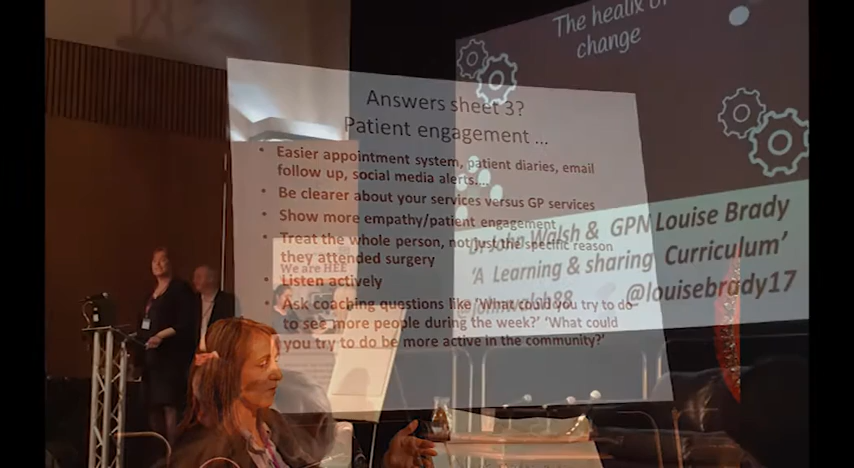 The healix of
change.
Answers sheet 3?
Patient engagement ...
• Easier appointment system, patient diaries, email
follow up, social media alerts....
• Be clearer about your services versus GP services
• Show more empathy/patient engagement
• Treat the whole person, not just the specific reason
they attended surgery
• Listen actively
• Ask coaching questions like 'What could you try to do
to see more people during the week?' 'What could
you try to do be more active in the community?'
Dr John Walsh & GPN Louise Brady
'A Learning & Sharing Curriculum'
@johnwalsh88 @louisebrady17
We are HEE